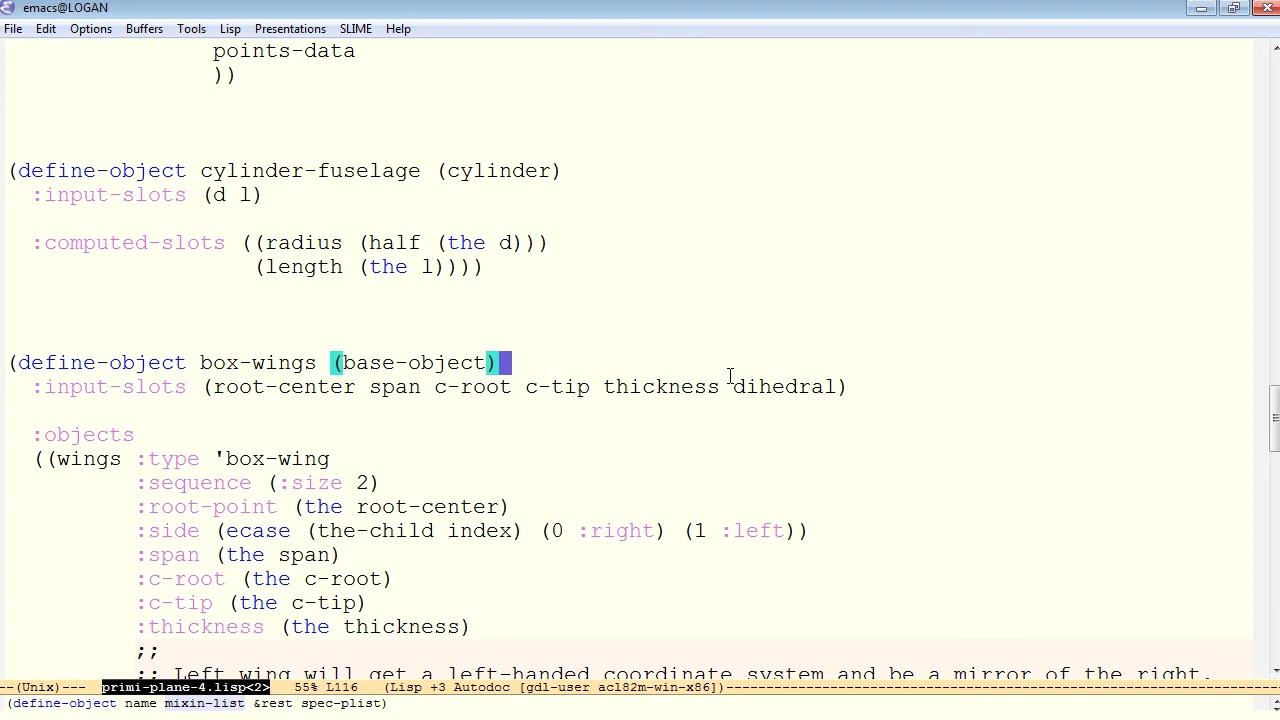 emacs@LOGAN
File Edit Options Buffers Tools Lisp Presentations SLIME Help
points-data
))
(define-object cylinder-fuselage (cylinder)
:input-slots (d l)
:computed-slots ((radius (half (the d)))
(length (the l))))
(define-object box-wings (base-object)
:input-slots (root-center span c-root c-tip thickness dihedral)
:objects
((wings :type 'box-wing
:sequence (:size 2)
:root-point (the root-center)
:side (ecase (the-child index) (0 :right) (1 :left))
:span (the span)
:c-root (the c-root)
:c-tip (the c-tip)
:thickness (the thickness)
;;
;; Left wing will get a left-handed coordinate system and be a mirror of the right.
--(Unix)--- primi-plane-4.lisp<2> 55% L116 (Lisp +3 Autodoc [gdl-user acl82m-win-x86])----------
(define-object name mixin-list &rest spec-plist)